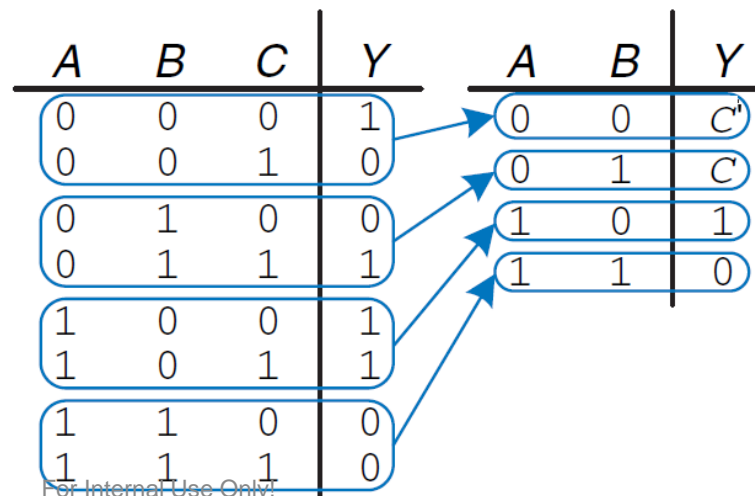 A B C Y
0 0 0 1
0 0 1 0
0 1 0 0
0 1 1 1
1 0 0 1
1 0 1 1
1 1 0 0
1 1 1 0
For Internal Use Only!
A B Y
0 0 C'
0 1 C
1 0 1
1 1 0